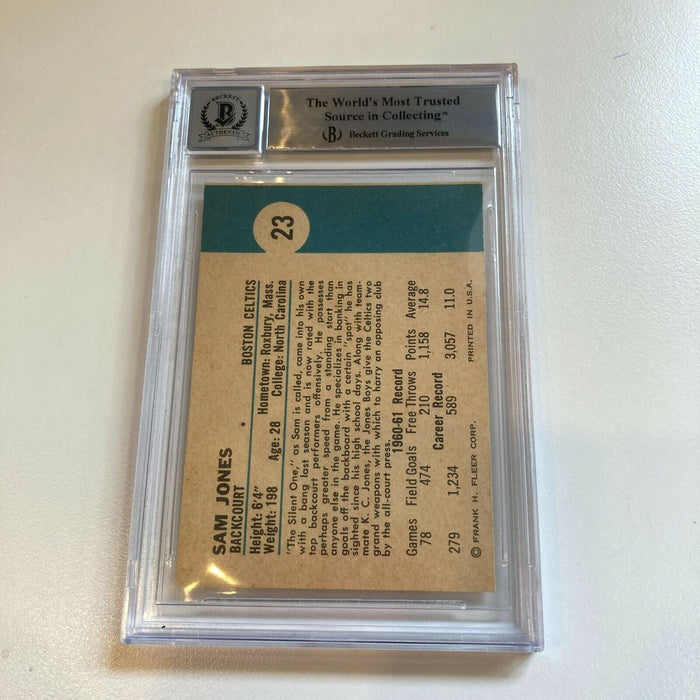 BECKETT
B
AUTHENTIC
The World's Most Trusted
Source in Collecting™
B Beckett Grading Services
23
SAM JONES
BACKCOURT • BOSTON CELTICS
Height: 6'4" Hometown: Roxbury, Mass.
Weight: 198 Age: 28 College: North Carolina
"The Silent One," as Sam is called, came into his own
with a bang last season and is now rated with the
top backcourt performers offensively. He possesses
perhaps greater speed from a standing start than
anyone else in the game. He specializes in banking in
goals off the backboard with a certain "spot" he has
sighted since his high school days. Along with team-
mate K. C. Jones, the Jones Boys give the Celtics two
grand weapons with which to harry an opposing club
by the all-court press.
1960-61 Record
Games Field Goals Free Throws Points Average
78 474 210 1,158 14.8
Career Record
279 1,234 589 3,057 11.0
© FRANK H. FLEER CORP. PRINTED IN U.S.A.